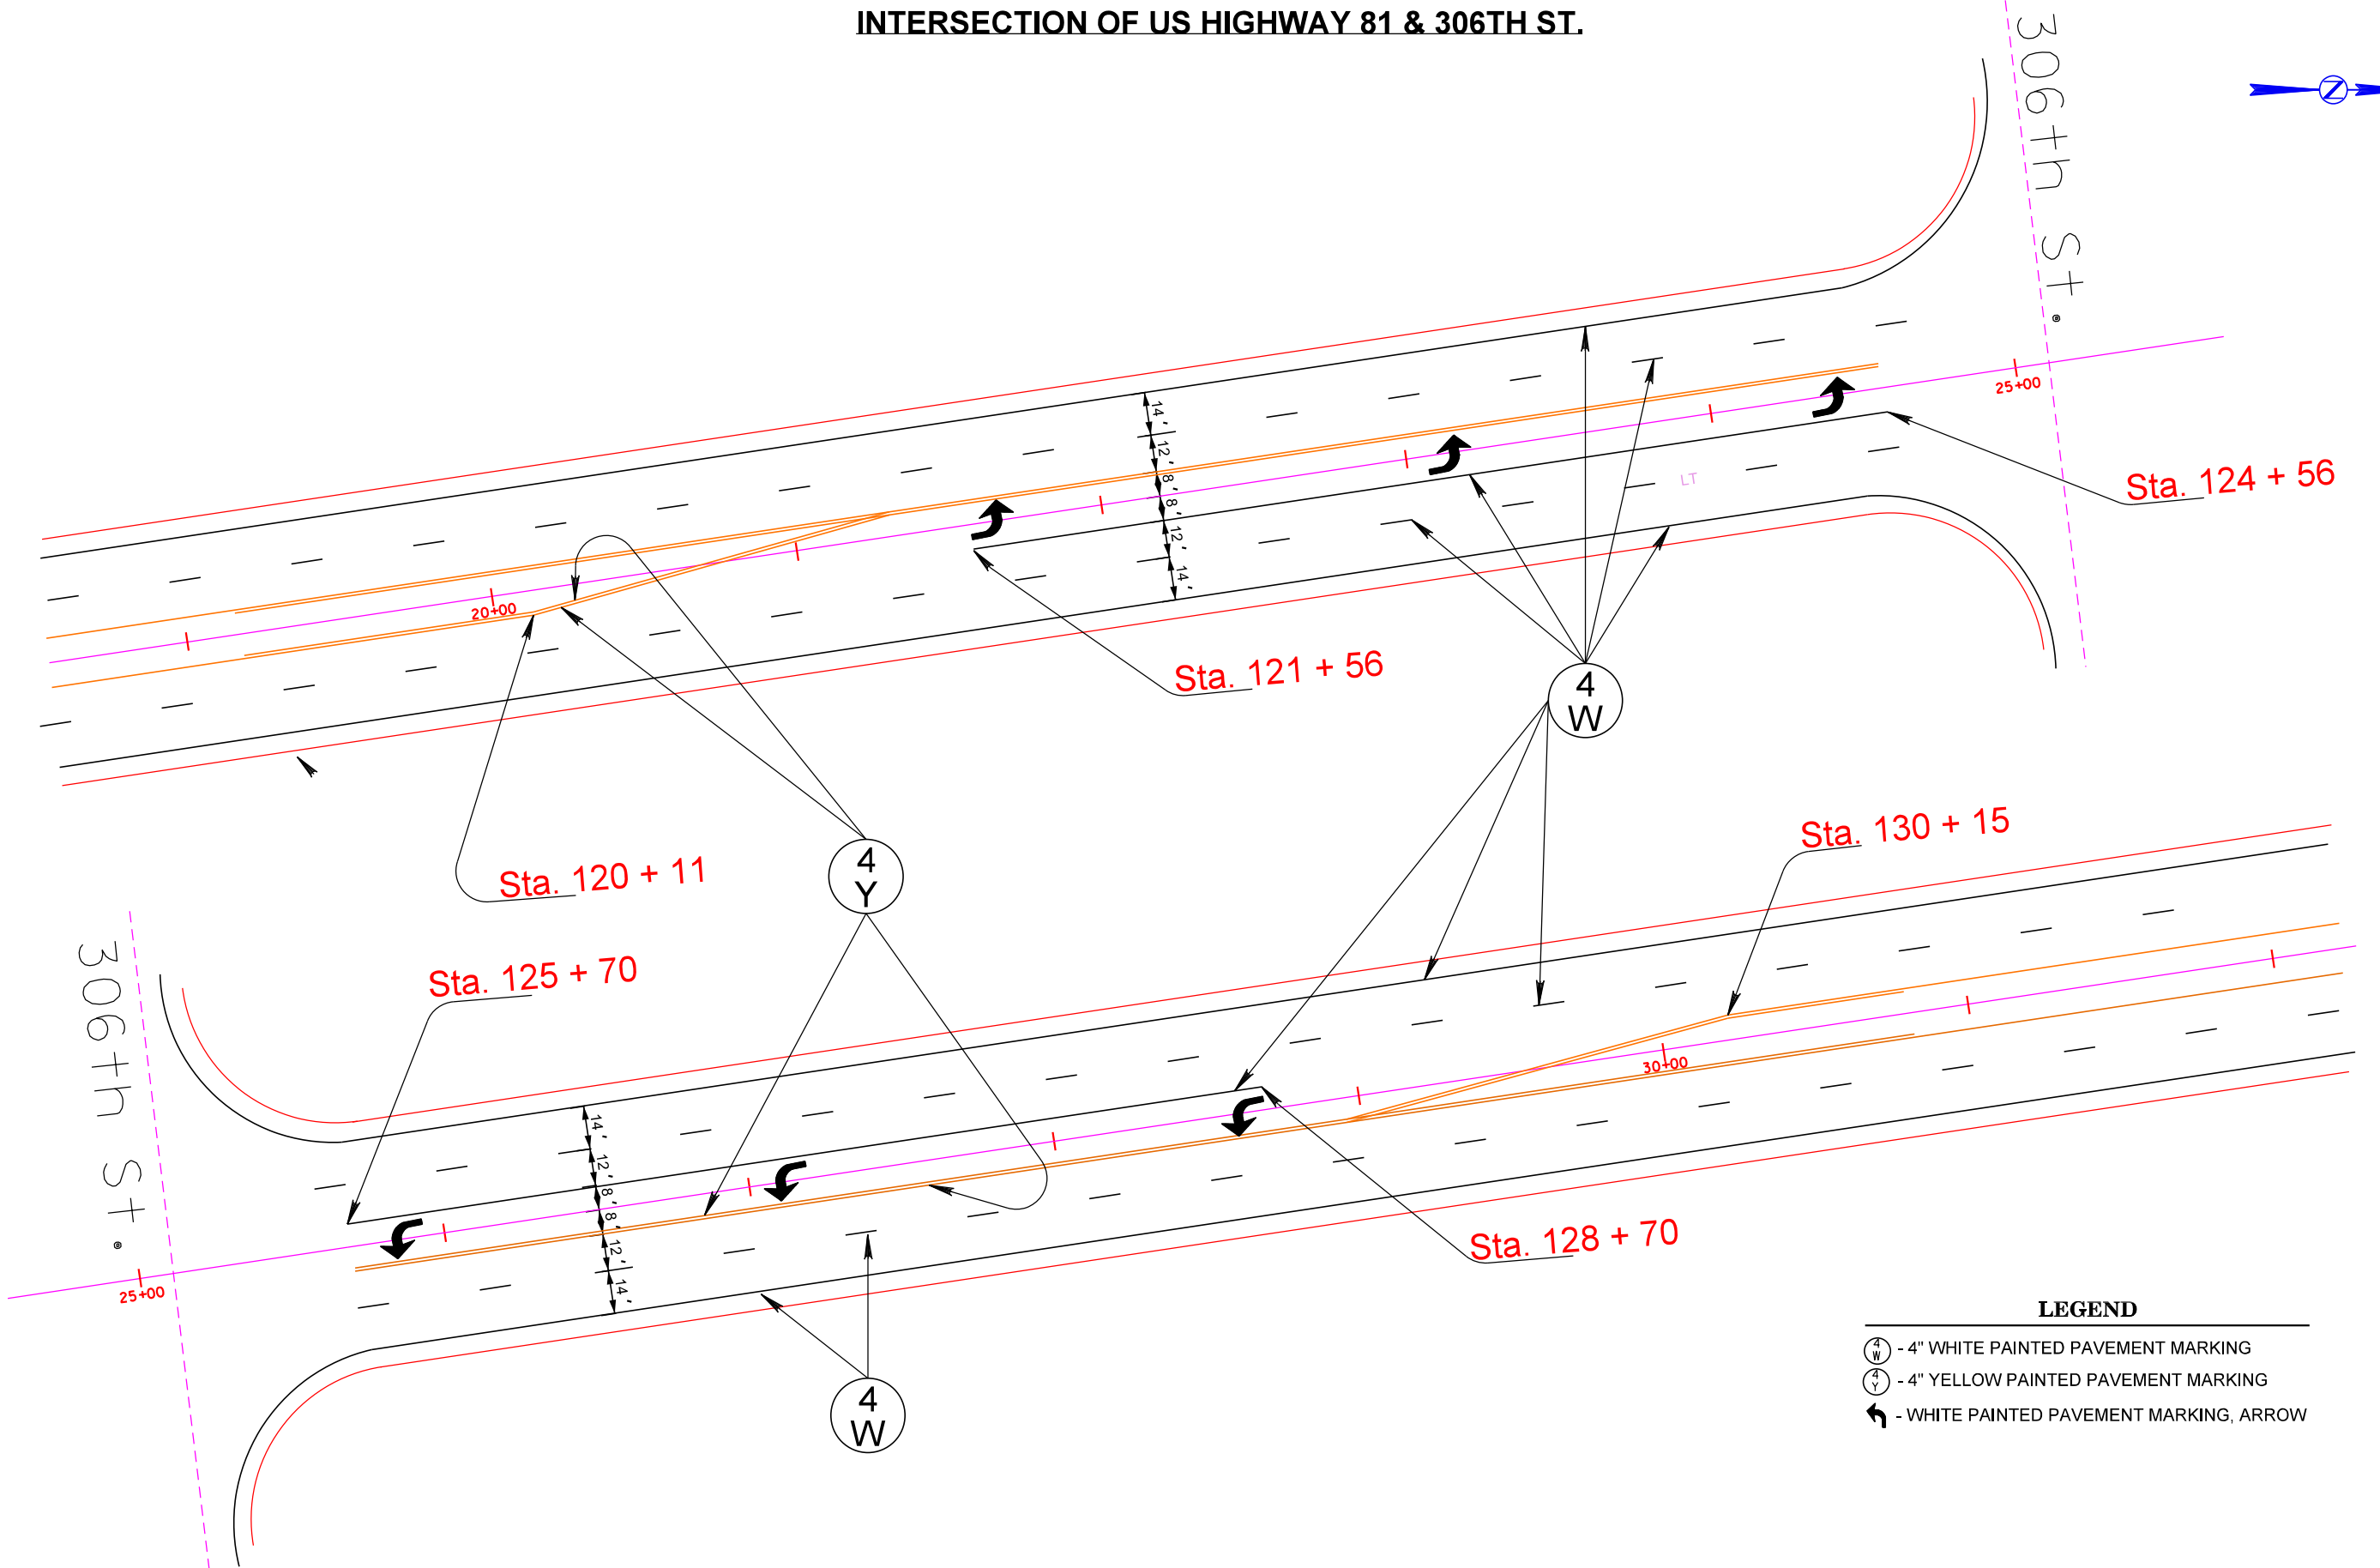 INTERSECTION OF US HIGHWAY 81 & 306TH ST.
306th St.
Z
25+00
14'
12'
8'
8'
12'
14'
LT
Sta. 124 + 56
20+00
Sta. 121 + 56
4
W
Sta. 120 + 11
4
Y
Sta. 130 + 15
306th St.
Sta. 125 + 70
30+00
14'
12'
8'
8'
12'
14'
25+00
Sta. 128 + 70
4
W
LEGEND
4 W - 4" WHITE PAINTED PAVEMENT MARKING
4 Y - 4" YELLOW PAINTED PAVEMENT MARKING
- WHITE PAINTED PAVEMENT MARKING, ARROW